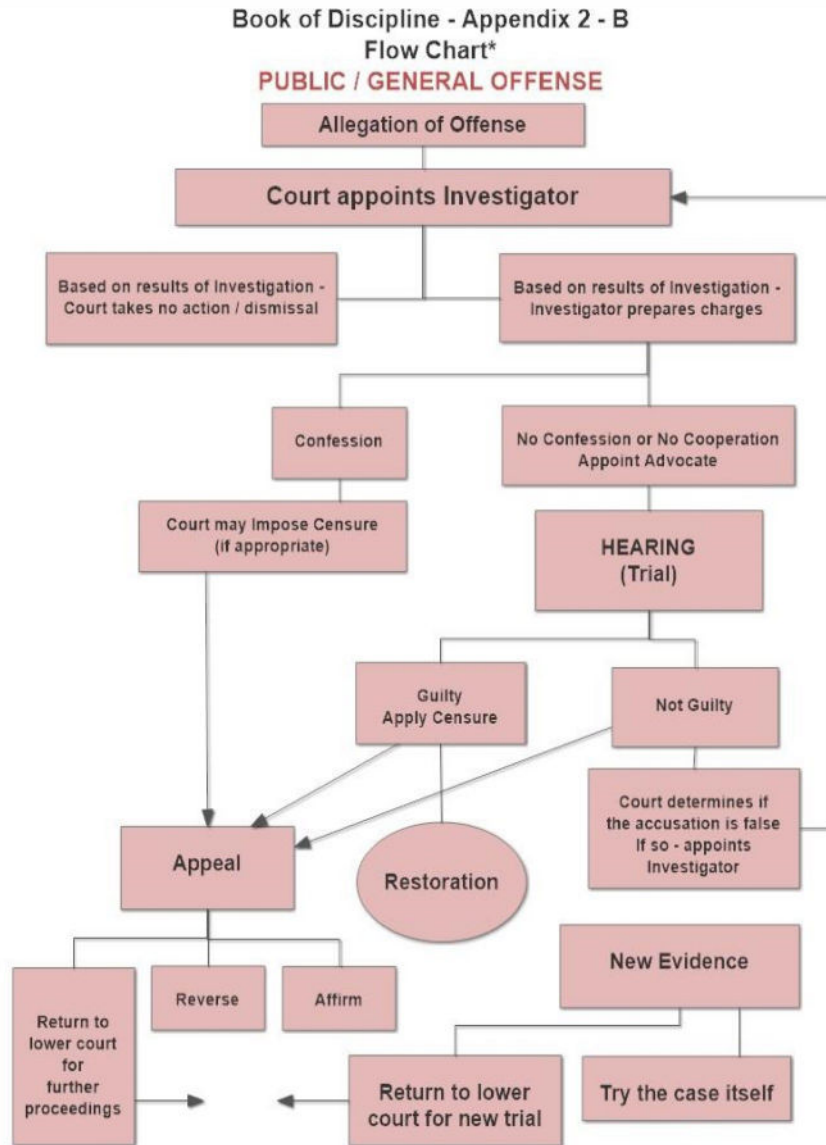 Book of Discipline - Appendix 2 - B
Flow Chart*
PUBLIC / GENERAL OFFENSE
Allegation of Offense
Court appoints Investigator
Based on results of Investigation -
Court takes no action / dismissal
Based on results of Investigation -
Investigator prepares charges
Confession
No Confession or No Cooperation
Appoint Advocate
Court may Impose Censure
(if appropriate)
HEARING
(Trial)
Guilty
Apply Censure
Not Guilty
Court determines if
the accusation is false
If so - appoints
Investigator
Appeal
Restoration
New Evidence
Return to
lower court
for
further
proceedings
Reverse
Affirm
Return to lower
court for new trial
Try the case itself